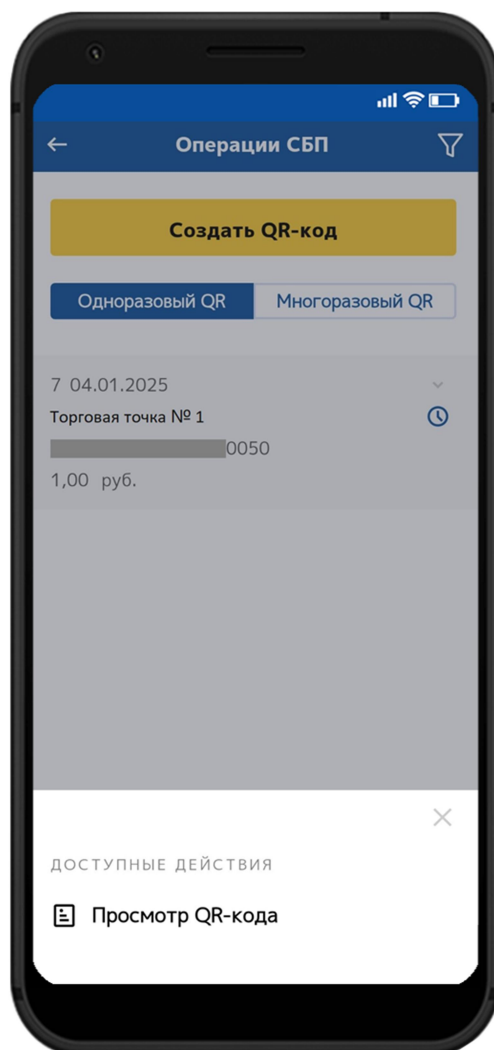 Операции СБП
Создать QR-код
Одноразовый QR
Многоразовый QR
7 04.01.2025
Торговая точка № 1
0050
1,00 руб.
ДОСТУПНЫЕ ДЕЙСТВИЯ
Просмотр QR-кода